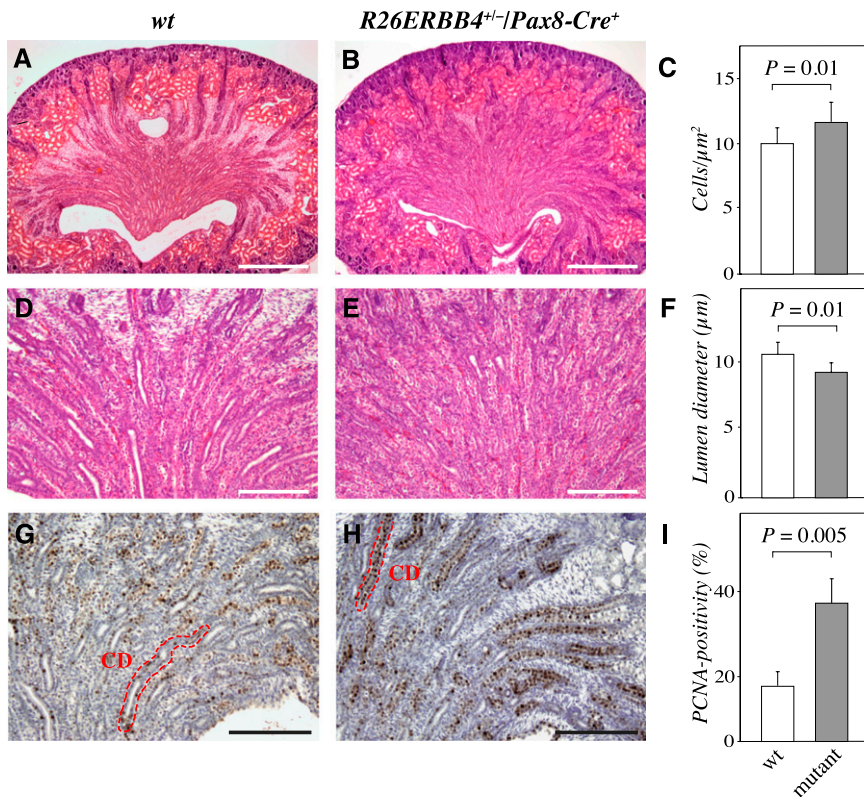 wt
R26ERBB4+/−/Pax8-Cre+
A
B
C
P = 0.01
15
10
5
0
Cells/µm²
D
E
F
P = 0.01
10
5
0
Lumen diameter (µm)
G
CD
H
CD
I
P = 0.005
40
20
0
PCNA-positivity (%)
wt
mutant